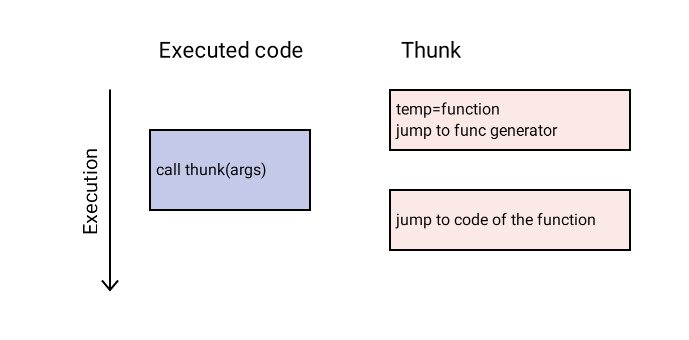 Executed code
Thunk
temp=function
jump to func generator
call thunk(args)
Execution
jump to code of the function